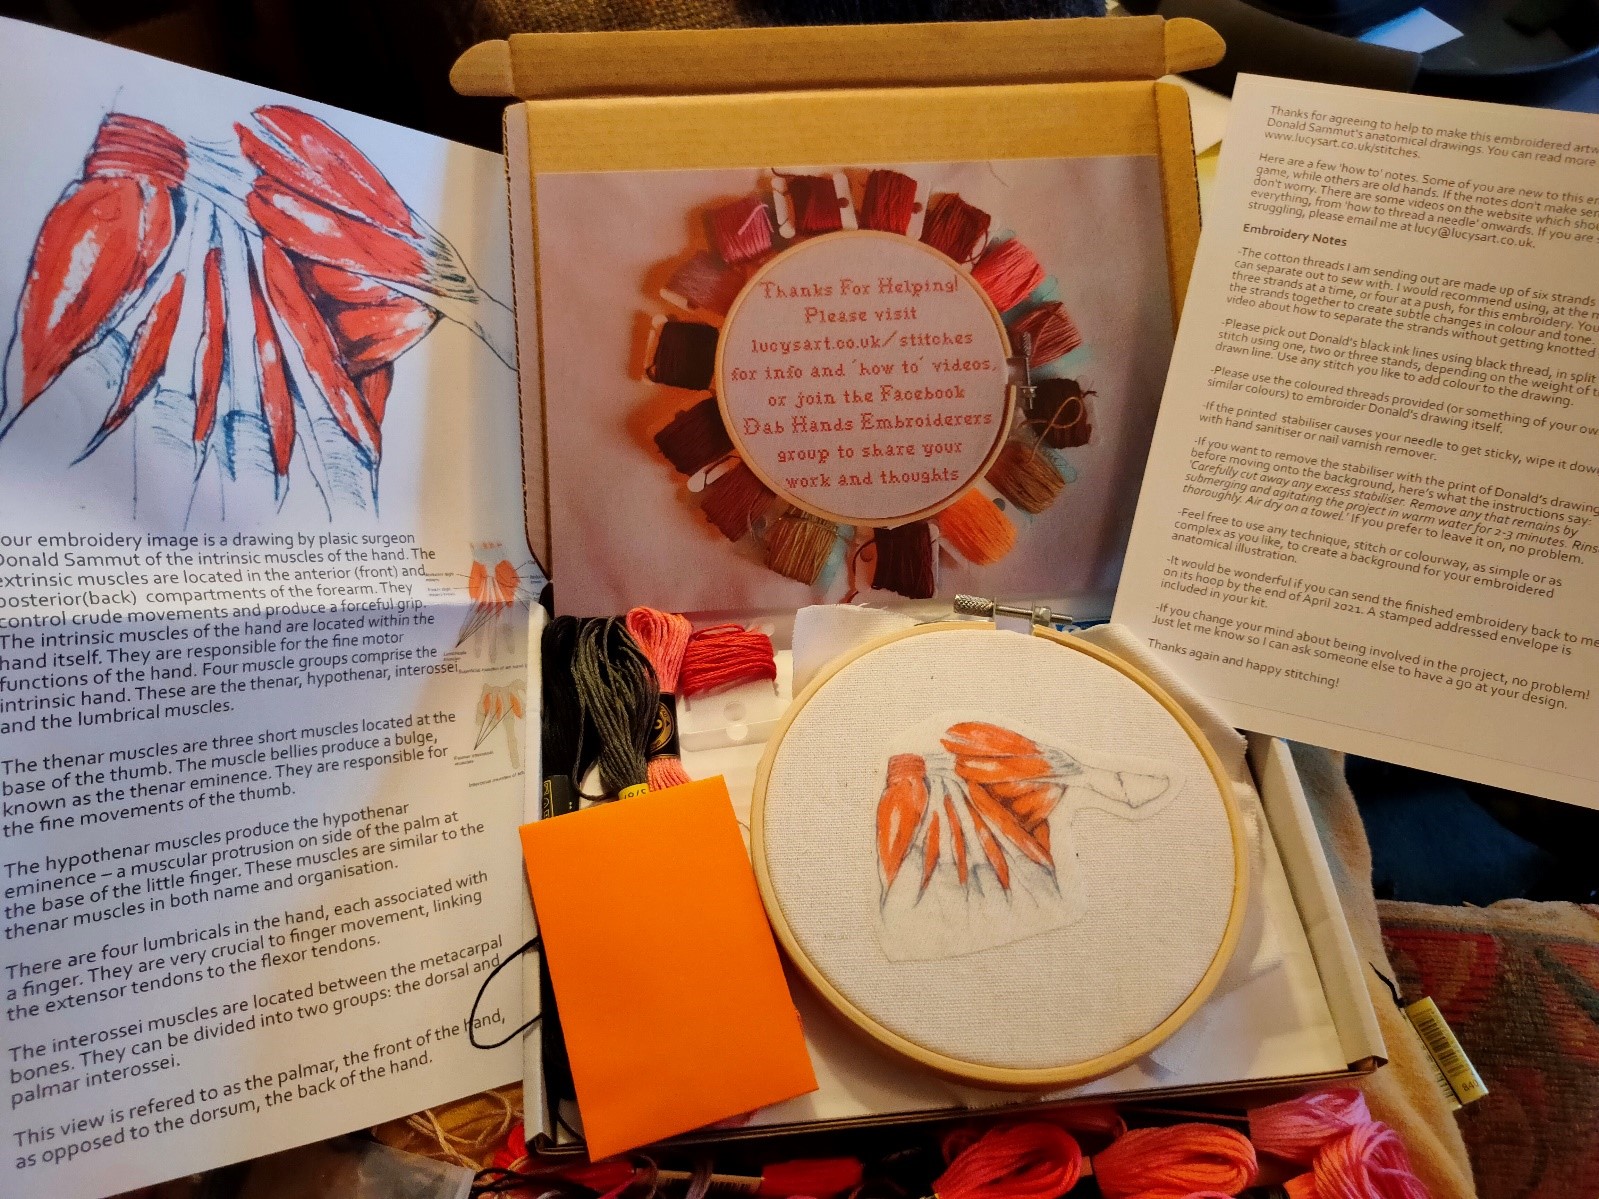 our embroidery image is a drawing by plasic surgeon
Donald Sammut of the intrinsic muscles of the hand. The
extrinsic muscles are located in the anterior (front) and
posterior(back) compartments of the forearm. They
control crude movements and produce a forceful grip.
The intrinsic muscles of the hand are located within the
hand itself. They are responsible for the fine motor
functions of the hand. Four muscle groups comprise the
intrinsic hand. These are the thenar, hypothenar, interossei
and the lumbrical muscles.
The thenar muscles are three short muscles located at the
base of the thumb. The muscle bellies produce a bulge,
known as the thenar eminence. They are responsible for
the fine movements of the thumb.
The hypothenar muscles produce the hypothenar
eminence – a muscular protrusion on side of the palm at
the base of the little finger. These muscles are similar to the
thenar muscles in both name and organisation.
There are four lumbricals in the hand, each associated with
a finger. They are very crucial to finger movement, linking
the extensor tendons to the flexor tendons.
The interossei muscles are located between the metacarpal
bones. They can be divided into two groups: the dorsal and
palmar interossei.
This view is refered to as the palmar, the front of the hand,
as opposed to the dorsum, the back of the hand.
Thanks For Helping!
Please visit
lucysart.co.uk/stitches
for info and 'how to' videos,
or join the Facebook
Dab Hands Embroiderers
group to share your
work and thoughts
Thanks for agreeing to help to make this embroidered artw
Donald Sammut's anatomical drawings. You can read more
www.lucysart.co.uk/stitches.
Here are a few 'how to' notes. Some of you are new to this
game, while others are old hands. If the notes don't make
don't worry. There are some videos on the website which
everything, from 'how to thread a needle' onwards. If you are
struggling, please email me at lucy@lucysart.co.uk.
Embroidery Notes
-The cotton threads I am sending out are made up of six strands
can separate out to sew with. I would recommend using, at the
three strands at a time, or four at a push, for this embroidery. You
the strands together to create subtle changes in colour and tone.
video about how to separate the strands without getting knotted
-Please pick out Donald's black ink lines using black thread, in split
stitch using one, two or three stands, depending on the weight of
drawn line. Use any stitch you like to add colour to the drawing.
-Please use the coloured threads provided (or something of your
similar colours) to embroider Donald's drawing itself.
-If the printed stabiliser causes your needle to get sticky, wipe it
with hand sanitiser or nail varnish remover.
-If you want to remove the stabiliser with the print of Donald's drawing
before moving onto the background, here's what the instructions say:
'Carefully cut away any excess stabiliser. Remove any that remains by
submerging and agitating the project in warm water for 2-3 minutes.
thoroughly. Air dry on a towel.' If you prefer to leave it on, no problem.
-Feel free to use any technique, stitch or colourway, as simple or as
complex as you like, to create a background for your embroidered
anatomical illustration.
-It would be wonderful if you can send the finished embroidery back to me
on its hoop by the end of April 2021. A stamped addressed envelope is
included in your kit.
-If you change your mind about being involved in the project, no problem!
Just let me know so I can ask someone else to have a go at your design.
Thanks again and happy stitching!
840